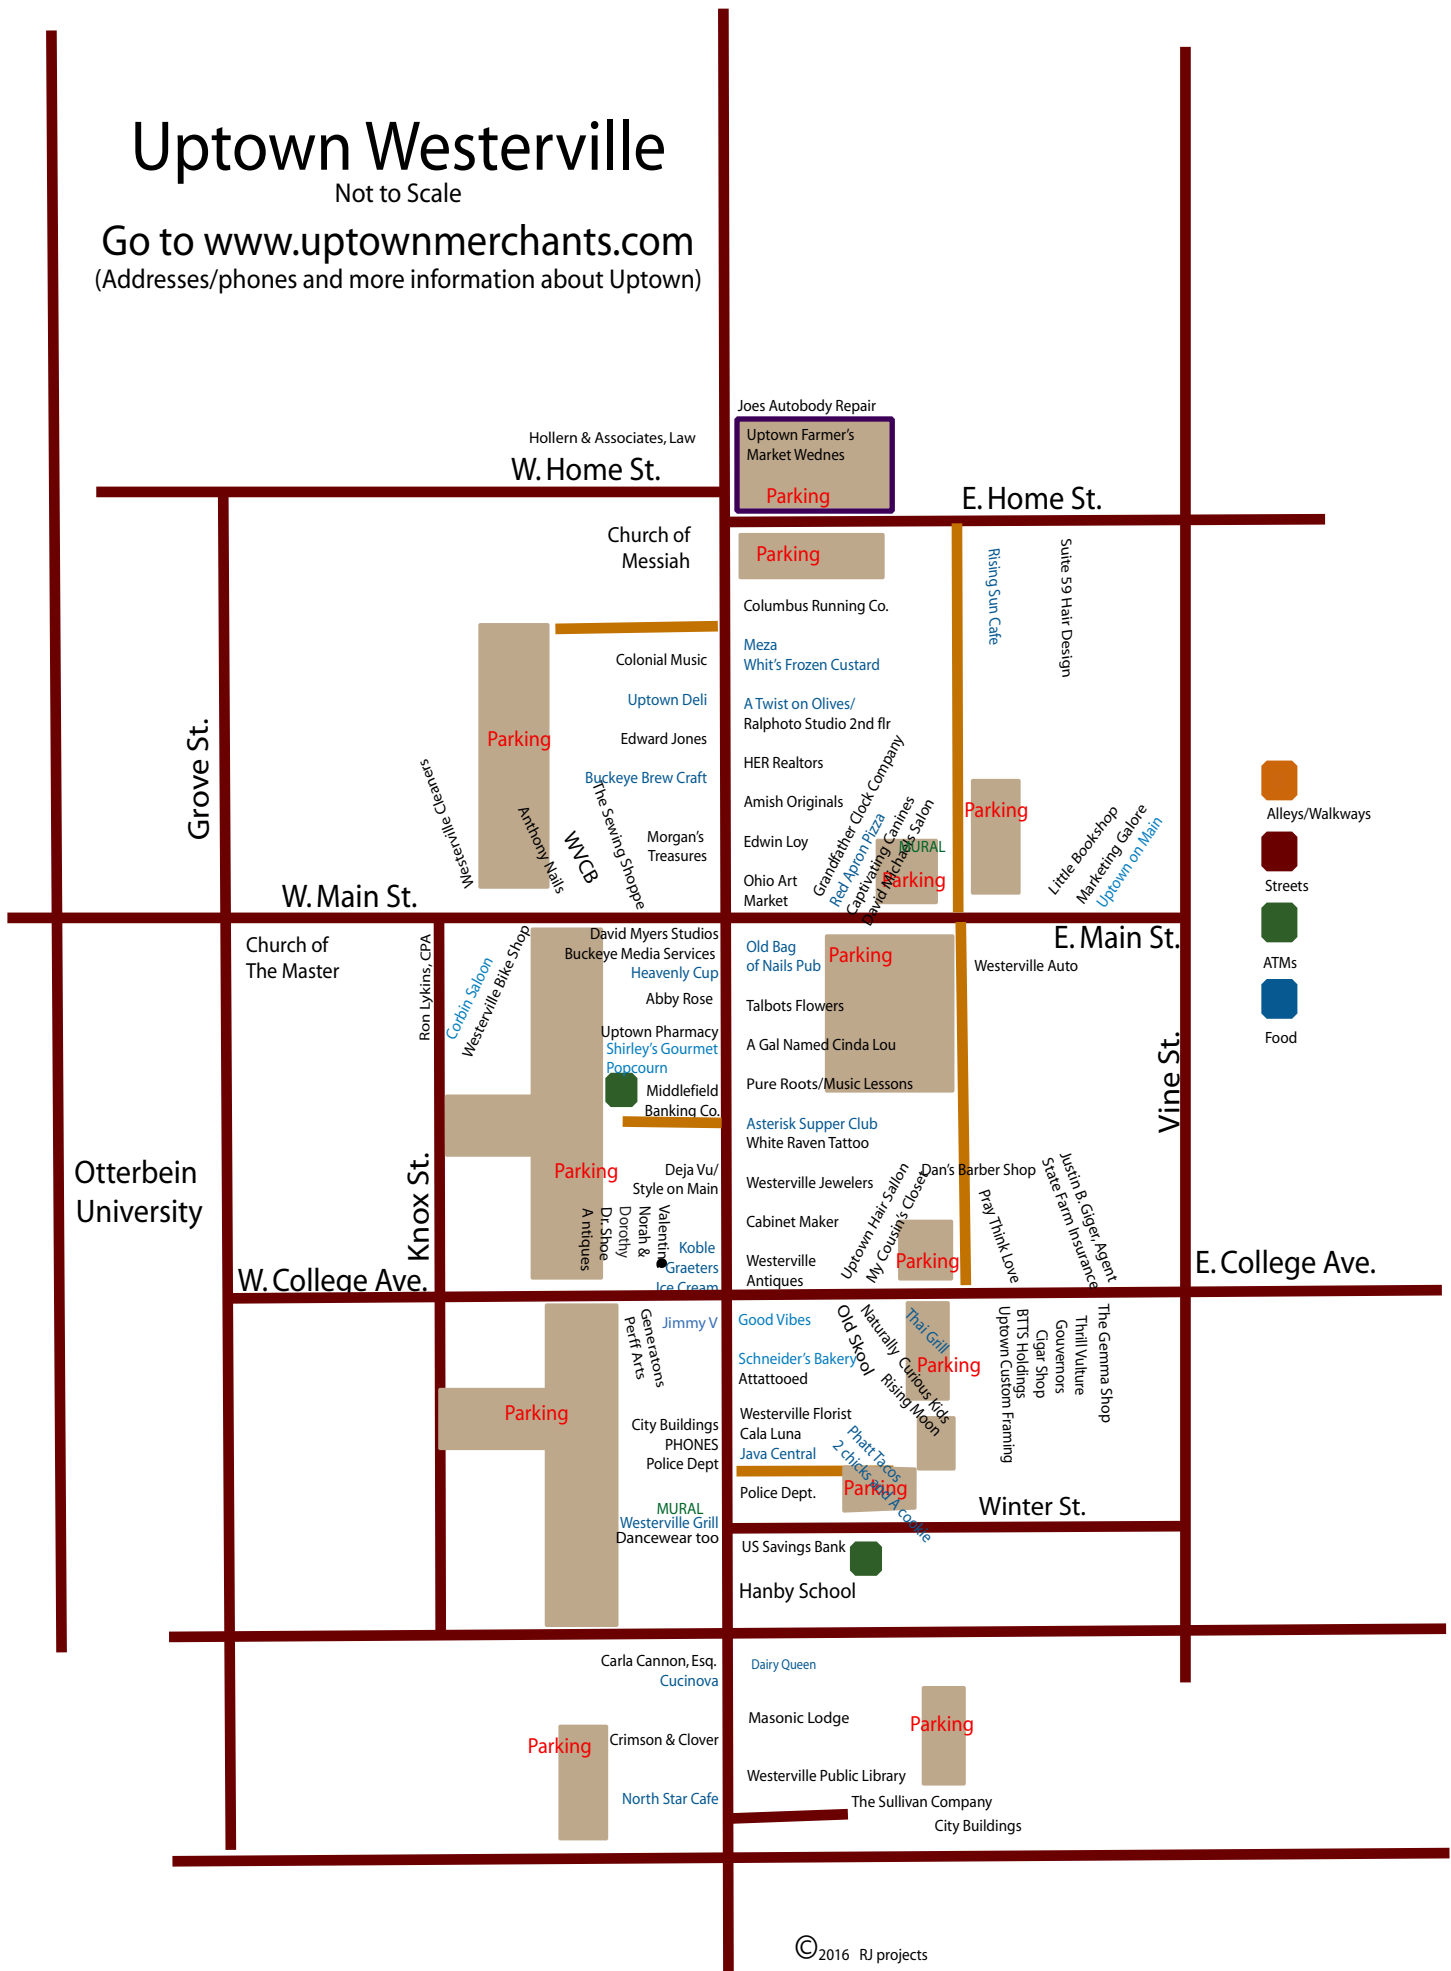 Uptown Westerville
Not to Scale
Go to www.uptownmerchants.com
(Addresses/phones and more information about Uptown)
Joes Autobody Repair
Hollern & Associates, Law
Uptown Farmer's
Market Wednes
Parking
W. Home St.
E. Home St.
Church of
Messiah
Parking
Rising Sun Cafe
Suite 59 Hair Design
Columbus Running Co.
Colonial Music
Meza
Whit's Frozen Custard
Uptown Deli
A Twist on Olives/
Ralphoto Studio 2nd flr
Grove St.
Parking
Edward Jones
HER Realtors
Buckeye Brew Craft
Amish Originals
Westerville Cleaners
Anthony Nails
WVCB
The Sewing Shoppe
Morgan's
Treasures
Edwin Loy
Ohio Art
Market
Grandfather Clock Company
Red Apron Pizza
Captivating Canines
David Michaels Salon
MURAL
Parking
Parking
Little Bookshop
Marketing Galore
Uptown on Main
Alleys/Walkways
Streets
ATMs
Food
W. Main St.
E. Main St.
Church of
The Master
Ron Lykins, CPA
Corbin Saloon
Westerville Bike Shop
David Myers Studios
Buckeye Media Services
Heavenly Cup
Abby Rose
Uptown Pharmacy
Shirley's Gourmet
Popcourn
Middlefield
Banking Co.
Old Bag
of Nails Pub
Parking
Westerville Auto
Talbots Flowers
A Gal Named Cinda Lou
Pure Roots/Music Lessons
Vine St.
Asterisk Supper Club
White Raven Tattoo
Otterbein
University
Knox St.
Parking
Deja Vu/
Style on Main
A ntiques
Dr. Shoe
Dorothy
Norah &
Valentin
Koble
Graeters
Ice Cream
Westerville Jewelers
Cabinet Maker
Westerville
Antiques
Uptown Hair Sallon
My Cousin's Closet
Dan's Barber Shop
Parking
Pray Think Love
State Farm Insurance
Justin B. Giger, Agent
W. College Ave.
E. College Ave.
Generatons
Perff Arts
Jimmy V
Good Vibes
Schneider's Bakery
Attattooed
Old Skool
Naturally Curious Kids
Rising Moon
Thai Grill
Parking
Uptown Custom Framing
BTTS Holdings
Cigar Shop
Gouvernors
Thrill Vulture
The Gemma Shop
Parking
City Buildings
PHONES
Police Dept
Westerville Florist
Cala Luna
Java Central
Phatt Tacos
2 chicks and A cookie
Police Dept.
Parking
MURAL
Westerville Grill
Dancewear too
Winter St.
US Savings Bank
Hanby School
Carla Cannon, Esq.
Cucinova
Dairy Queen
Masonic Lodge
Parking
Parking
Crimson & Clover
Westerville Public Library
North Star Cafe
The Sullivan Company
City Buildings
©2016 RJ projects